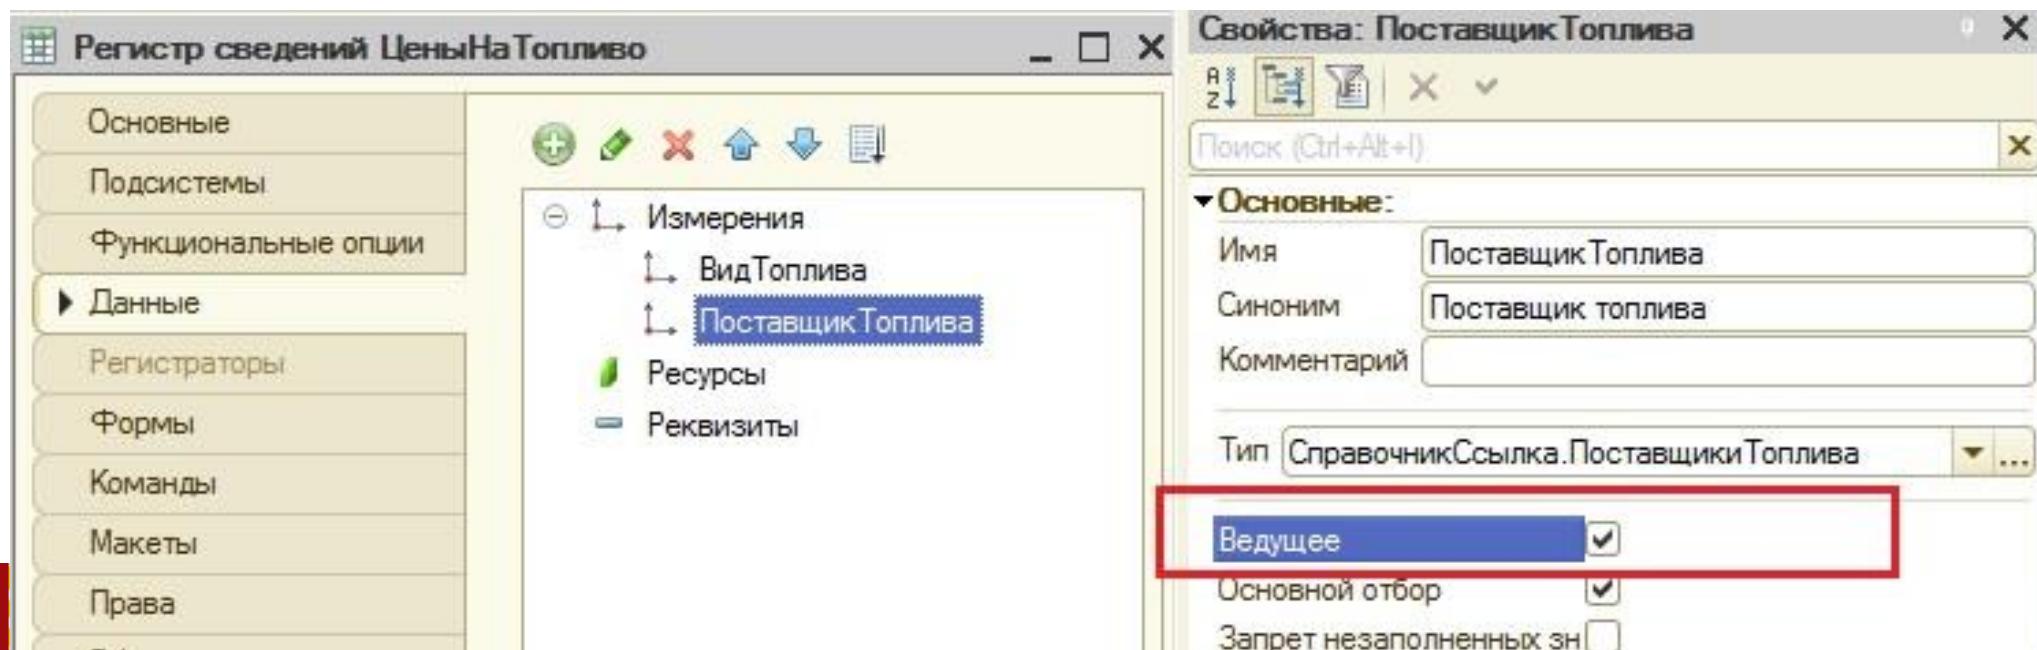 Регистр сведений ЦеныНаТопливо
Основные
Подсистемы
Функциональные опции
Данные
Регистраторы
Формы
Команды
Макеты
Права
Измерения
ВидТоплива
ПоставщикТоплива
Ресурсы
Реквизиты
Свойства: ПоставщикТоплива
Поиск (Ctrl+Alt+I)
Основные:
Имя ПоставщикТоплива
Синоним Поставщик топлива
Комментарий
Тип СправочникСсылка.ПоставщикиТоплива ...
Ведущее
Основной отбор
Запрет незаполненных зн